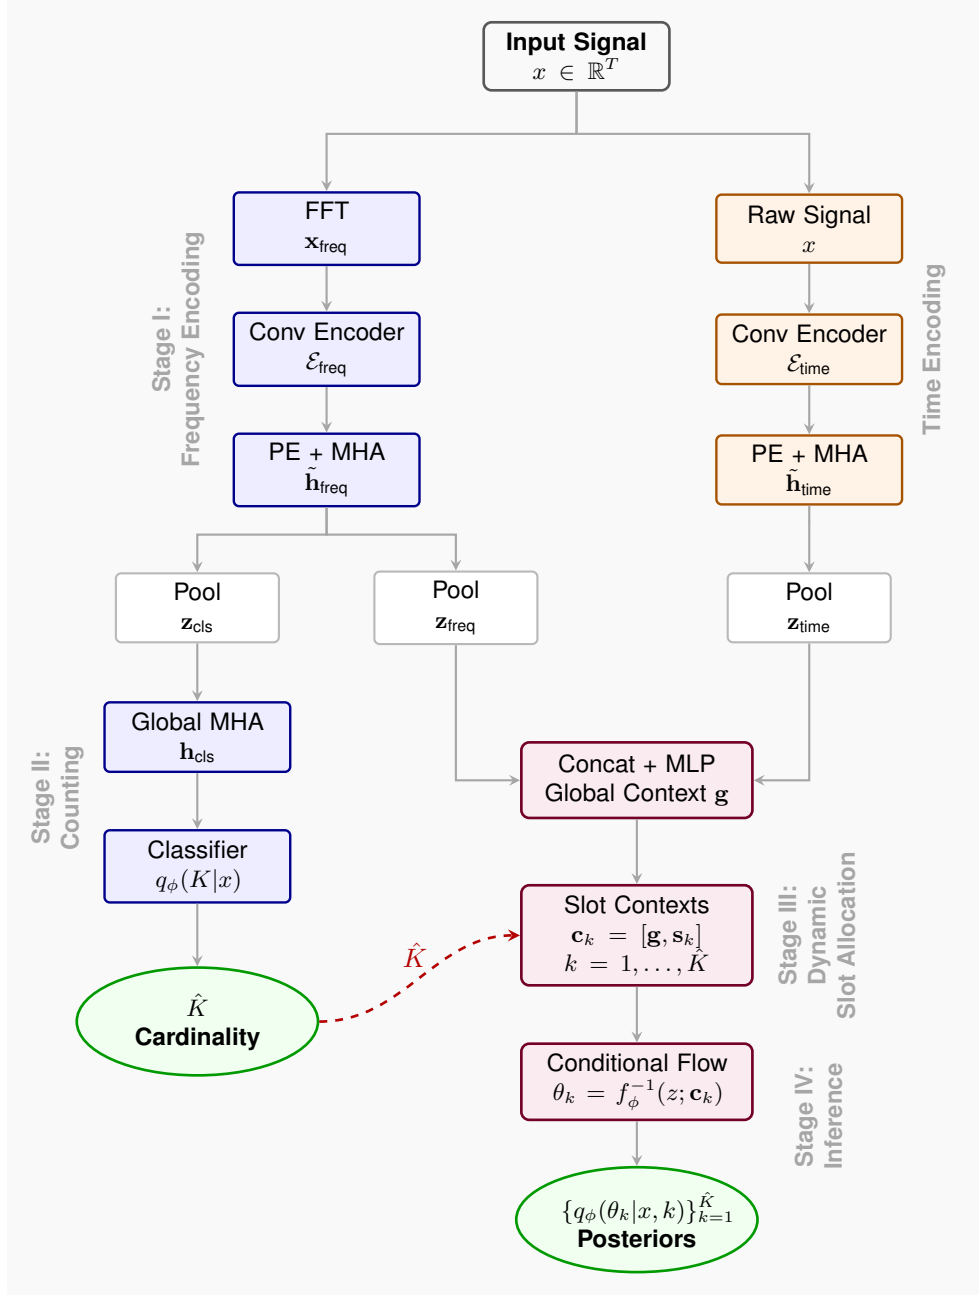 Input Signal
x ∈ ℝ^T
FFT
x_freq
Raw Signal
x
Stage I:
Frequency Encoding
Conv Encoder
ℰ_freq
Conv Encoder
ℰ_time
Time Encoding
PE + MHA
h̃_freq
PE + MHA
h̃_time
Pool
z_cls
Pool
z_freq
Pool
z_time
Stage II:
Counting
Global MHA
h_cls
Concat + MLP
Global Context g
Classifier
q_ϕ(K|x)
Slot Contexts
c_k = [g, s_k]
k = 1, . . . , K̂
Stage III:
Dynamic
Slot Allocation
K̂
K̂
Cardinality
Conditional Flow
θ_k = f_ϕ^{-1}(z; c_k)
Stage IV:
Inference
{q_ϕ(θ_k|x, k)}_{k=1}^{K̂}
Posteriors